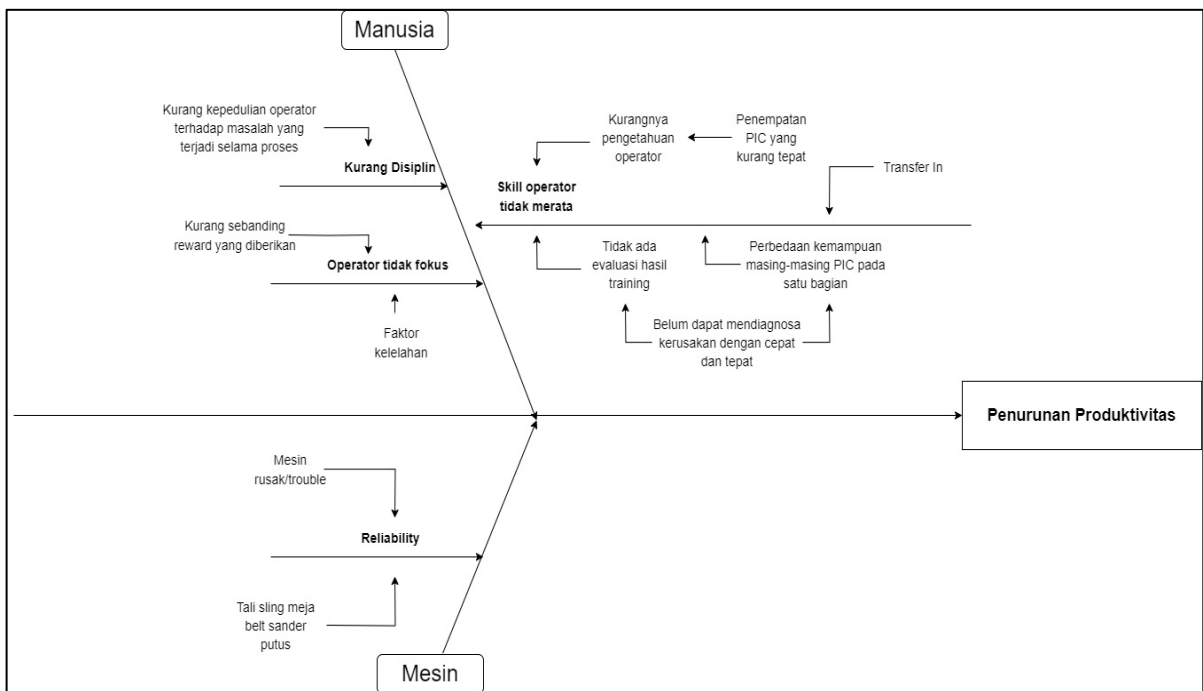 Manusia
Kurang kepedulian operator
terhadap masalah yang
terjadi selama proses
Kurang Disiplin
Kurang sebanding
reward yang diberikan
Operator tidak fokus
Faktor
kelelahan
Kurangnya
pengetahuan
operator
Penempatan
PIC yang
kurang tepat
Transfer In
Skill operator
tidak merata
Tidak ada
evaluasi hasil
training
Perbedaan kemampuan
masing-masing PIC pada
satu bagian
Belum dapat mendiagnosa
kerusakan dengan cepat
dan tepat
Penurunan Produktivitas
Mesin
rusak/trouble
Reliability
Tali sling meja
belt sander
putus
Mesin